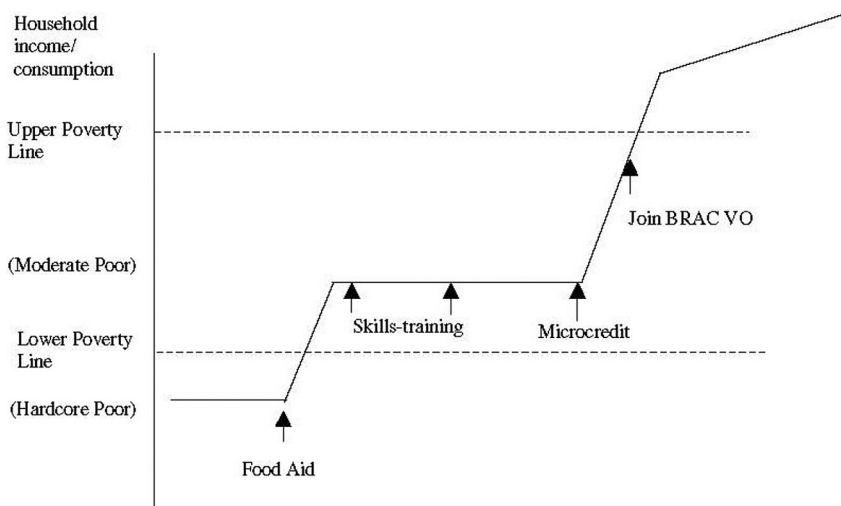 Household
income/
consumption
Upper Poverty
Line
Join BRAC VO
(Moderate Poor)
Skills-training
Microcredit
Lower Poverty
Line
(Hardcore Poor)
Food Aid